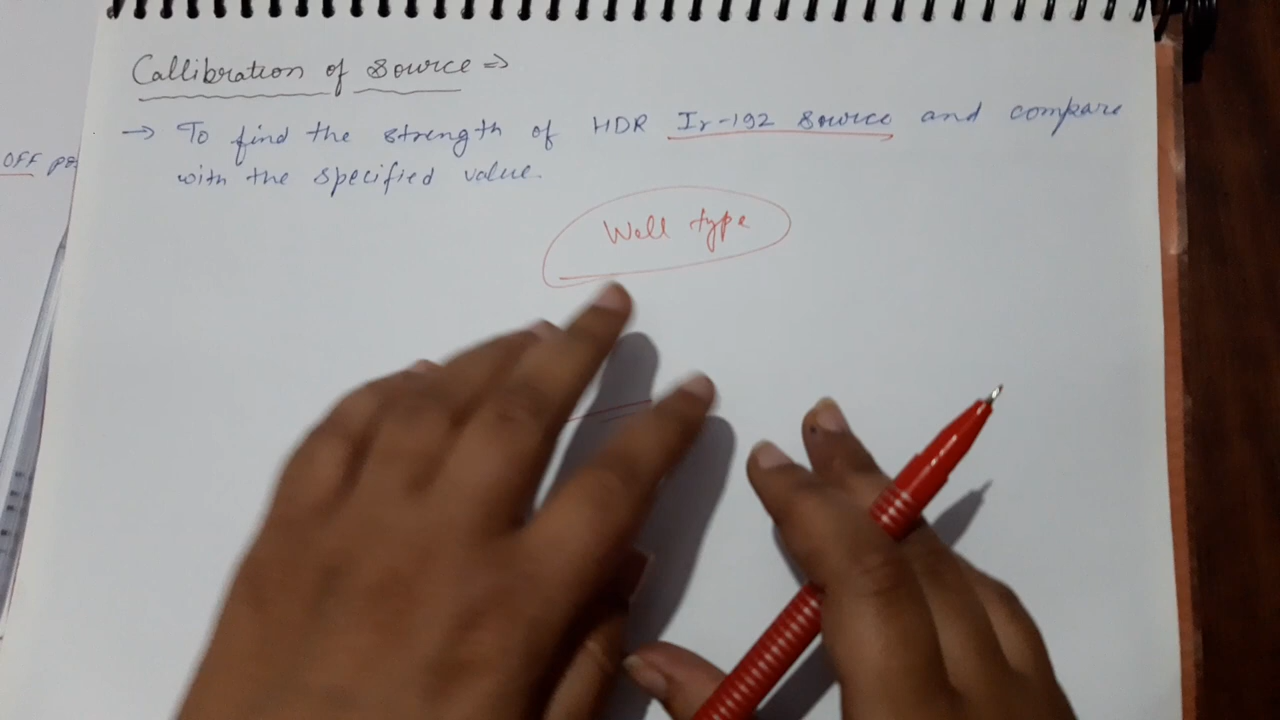 Callibration of Source ⇒
→ To find the strength of HDR Ir-192 Source and compare
with the specified value.
OFF
Well type